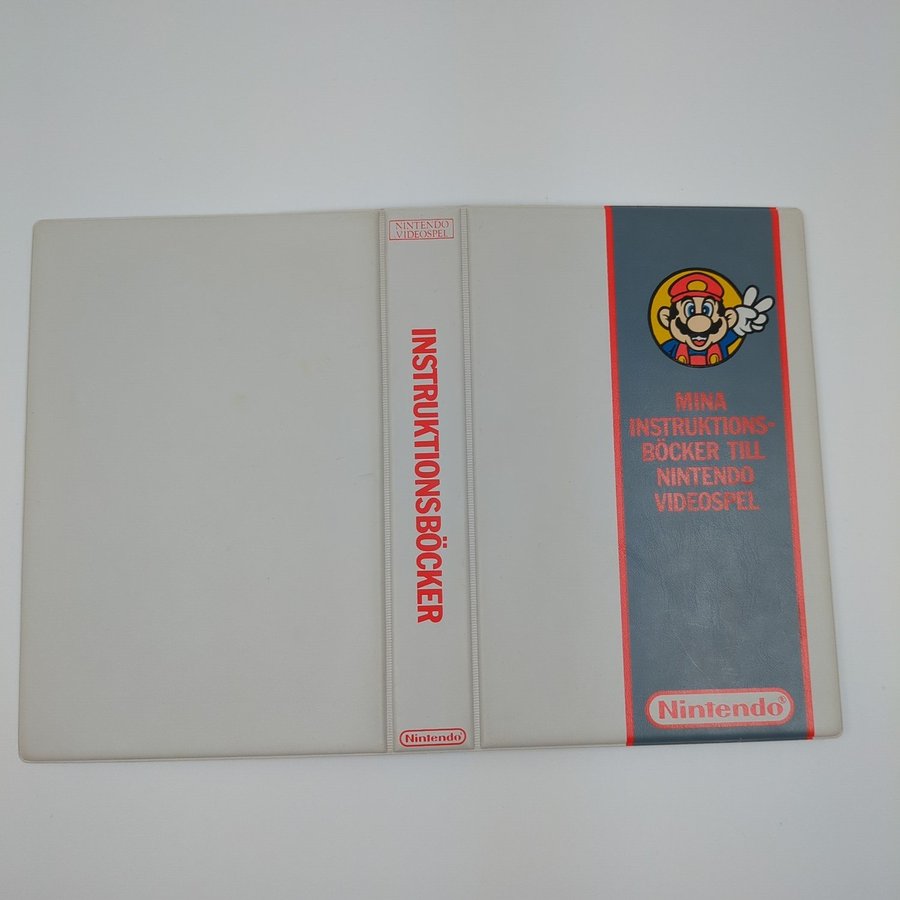 NINTENDO
VIDEOSPEL
INSTRUKTIONSBÖCKER
Nintendo
MINA
INSTRUKTIONS-
BÖCKER TILL
NINTENDO
VIDEOSPEL
Nintendo®